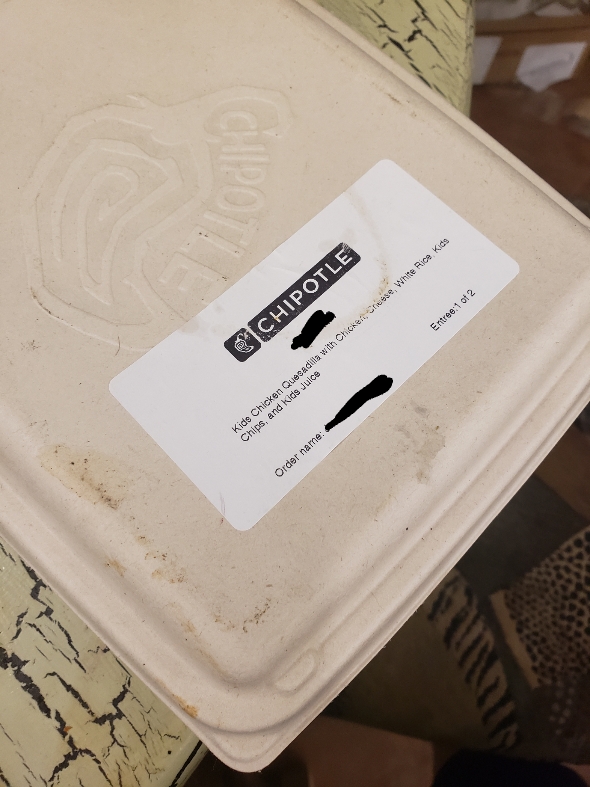 CHIPOTLE
CHIPOTLE
Kids Chicken Quesadilla with Chicken, Cheese, White Rice, Kids
Chips, and Kids Juice
Entree:1 of 2
Order name: